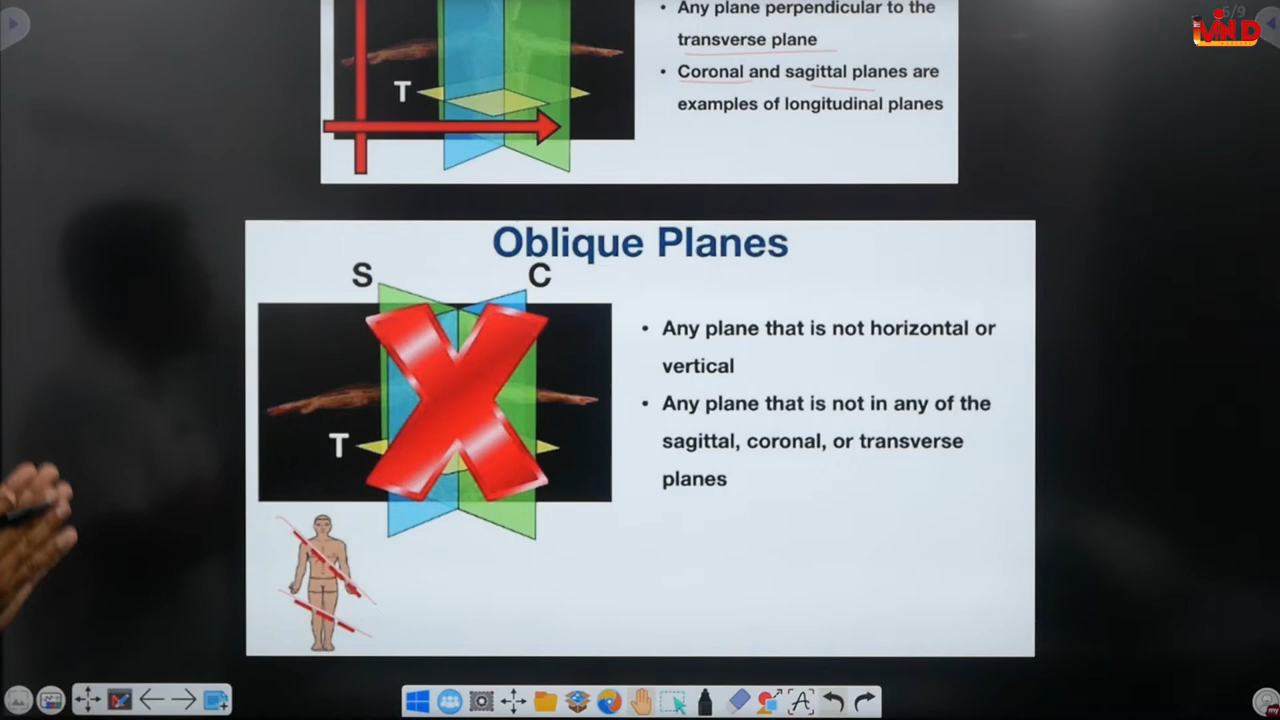 Any plane perpendicular to the
transverse plane
Coronal and sagittal planes are
examples of longitudinal planes
T
Oblique Planes
S
C
T
Any plane that is not horizontal or
vertical
Any plane that is not in any of the
sagittal, coronal, or transverse
planes